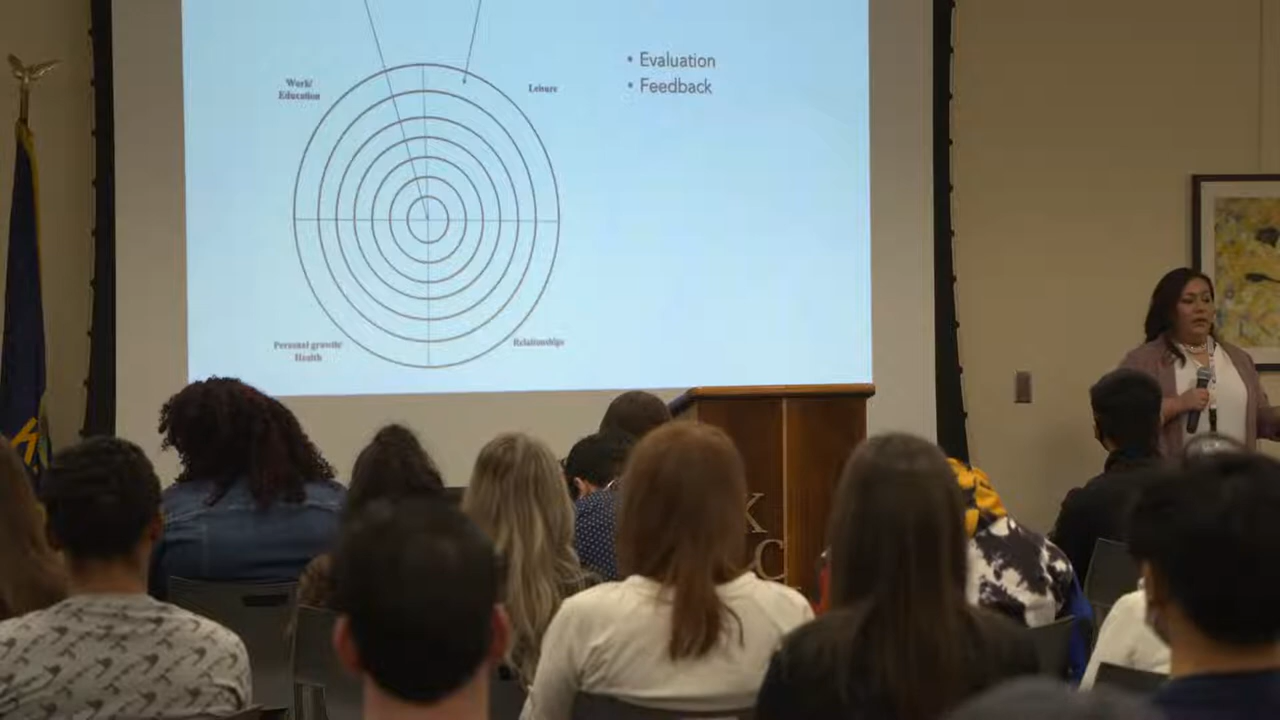 Work/
Education
Leisure
• Evaluation
• Feedback
Personal growth/
Health
Relationships
K
C